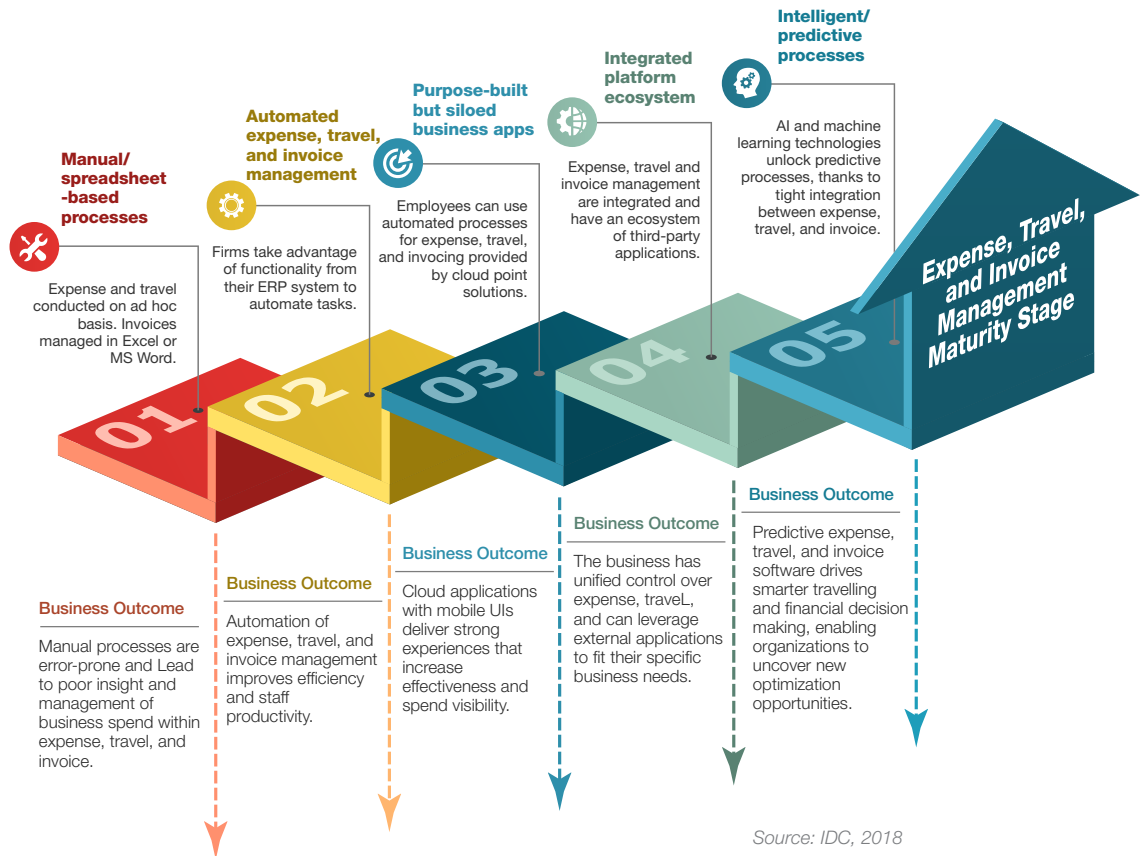 Manual/
spreadsheet
-based
processes
Expense and travel
conducted on ad hoc
basis. Invoices
managed in Excel or
MS Word.
01
Business Outcome
Manual processes are
error-prone and Lead
to poor insight and
management of
business spend within
expense, travel, and
invoice.
Automated
expense, travel,
and invoice
management
Firms take advantage
of functionality from
their ERP system to
automate tasks.
02
Business Outcome
Automation of
expense, travel, and
invoice management
improves efficiency
and staff
productivity.
Purpose-built
but siloed
business apps
Employees can use
automated processes
for expense, travel,
and invocing provided
by cloud point
solutions.
03
Business Outcome
Cloud applications
with mobile UIs
deliver strong
experiences that
increase
effectiveness and
spend visibility.
Integrated
platform
ecosystem
Expense, travel and
invoice management
are integrated and
have an ecosystem
of third-party
applications.
04
Business Outcome
The business has
unified control over
expense, traveL,
and can leverage
external applications
to fit their specific
business needs.
Intelligent/
predictive
processes
AI and machine
learning technologies
unlock predictive
processes, thanks to
tight integration
between expense,
travel, and invoice.
05
Business Outcome
Predictive expense,
travel, and invoice
software drives
smarter travelling
and financial decision
making, enabling
organizations to
uncover new
optimization
opportunities.
Expense, Travel,
and Invoice
Management
Maturity Stage
Source: IDC, 2018